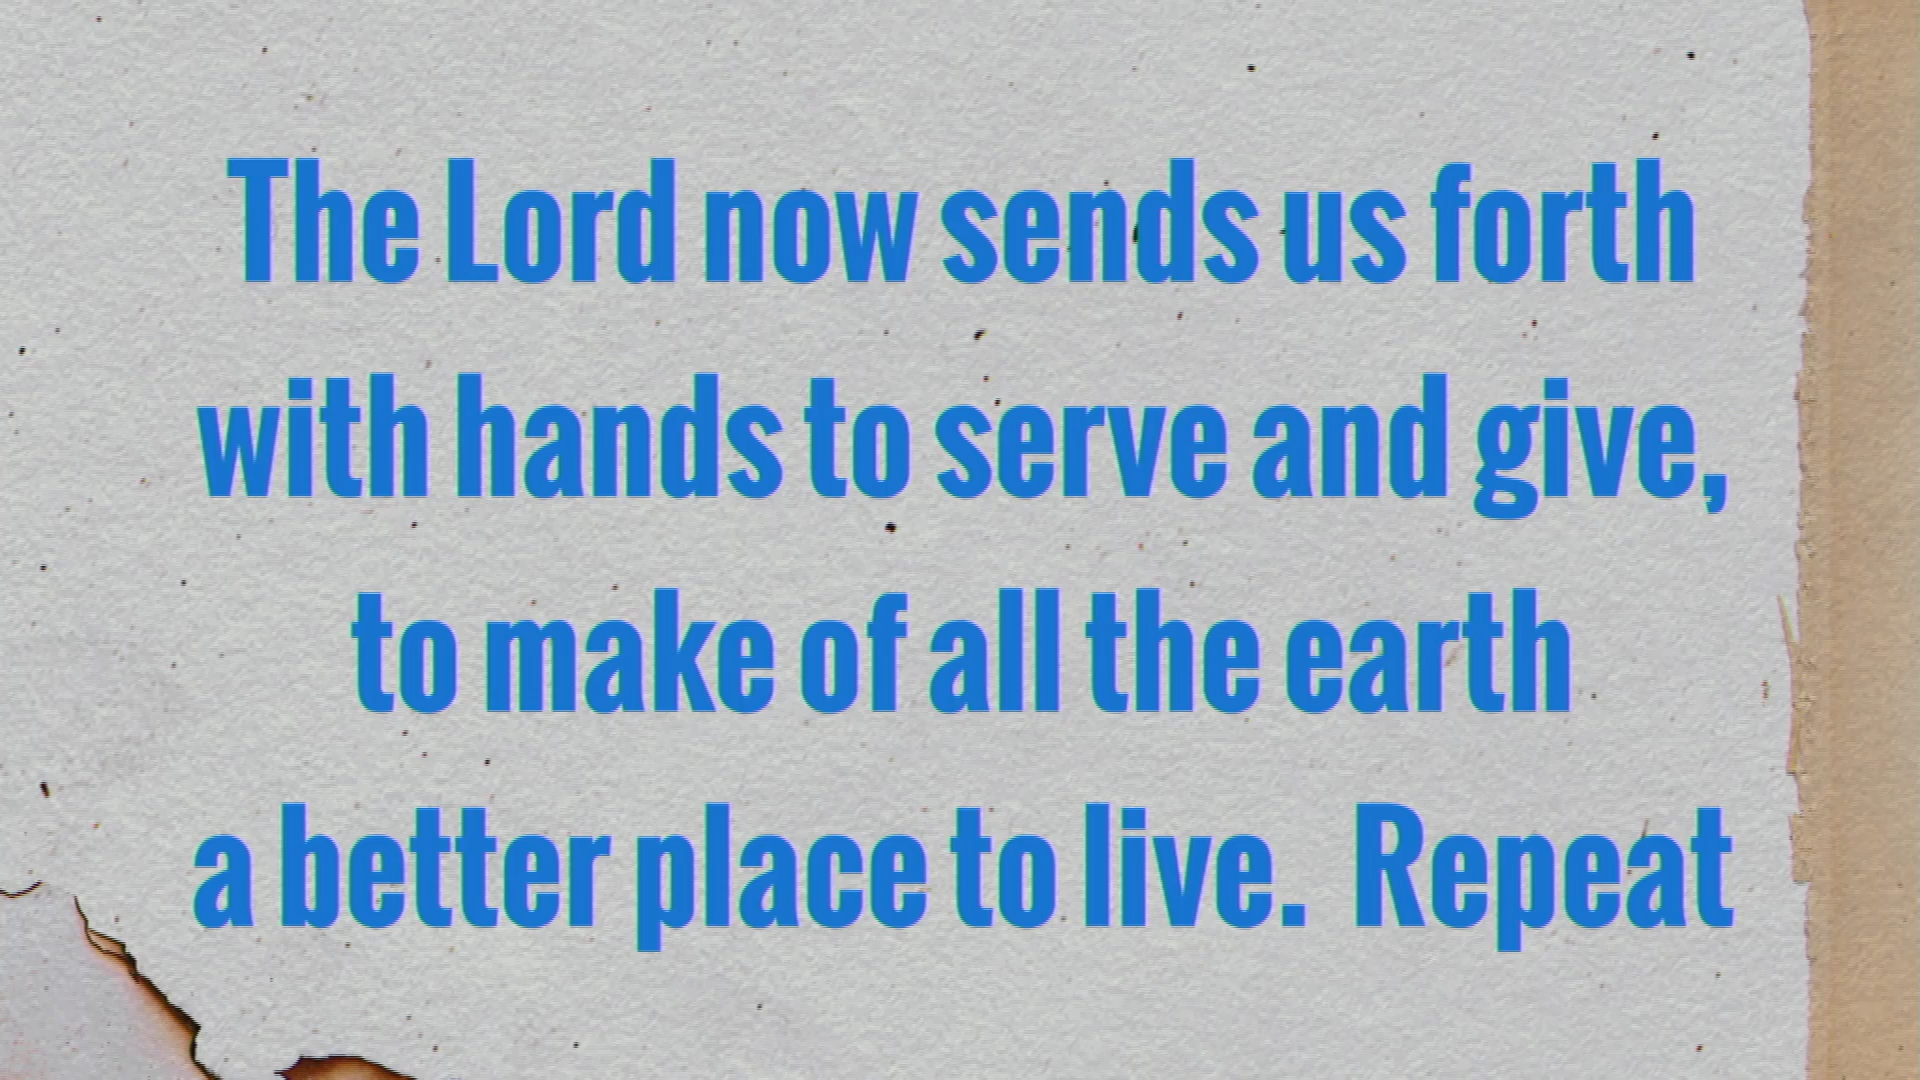 The Lord now sends us forth
with hands to serve and give,
to make of all the earth
a better place to live.  Repeat